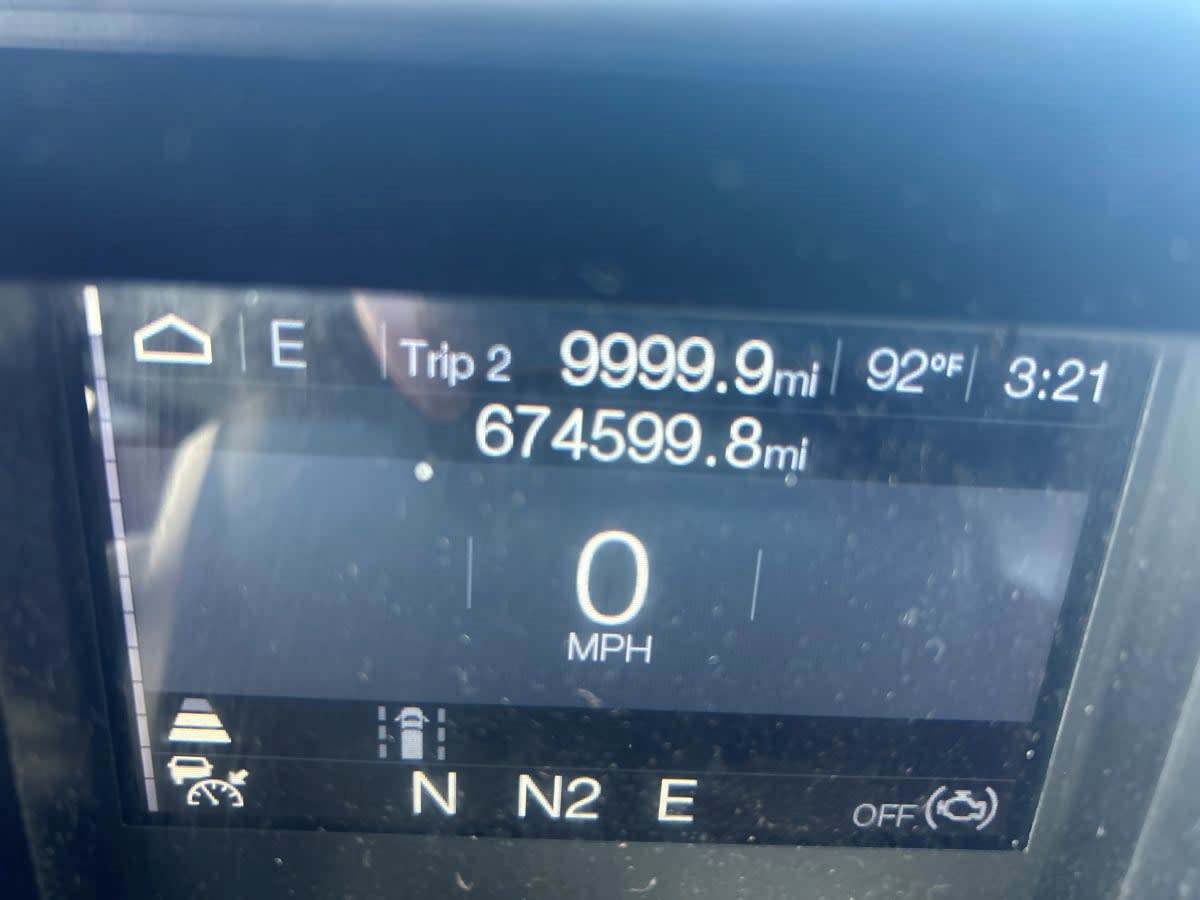 E Trip 2 9999.9mi 92°F 3:21
674599.8mi
0
MPH
N N2 E OFF